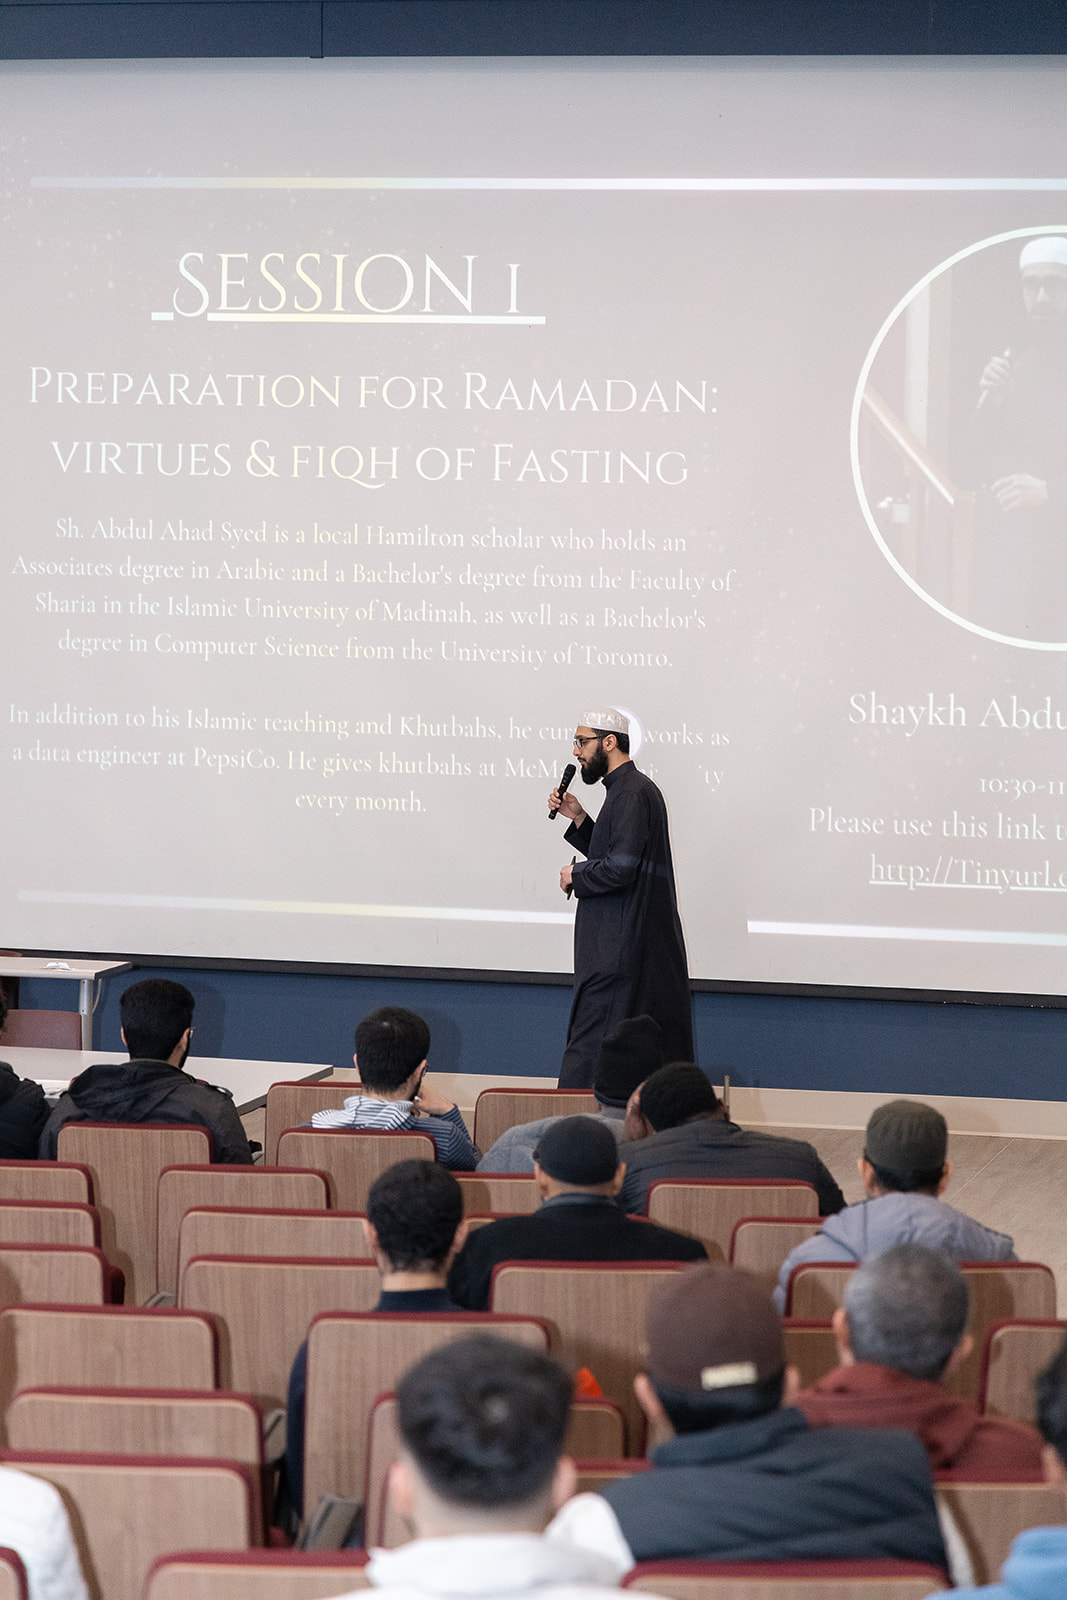 SESSION 1
PREPARATION FOR RAMADAN:
VIRTUES & FIQH OF FASTING
Sh. Abdul Ahad Syed is a local Hamilton scholar who holds an
Associates degree in Arabic and a Bachelor's degree from the Faculty of
Sharia in the Islamic University of Madinah, as well as a Bachelor's
degree in Computer Science from the University of Toronto.
In addition to his Islamic teaching and Khutbahs, he works as
a data engineer at PepsiCo. He gives khutbahs at
every month.
Shaykh Abdu
10:30-11
Please use this link t
http://Tinyurl.c